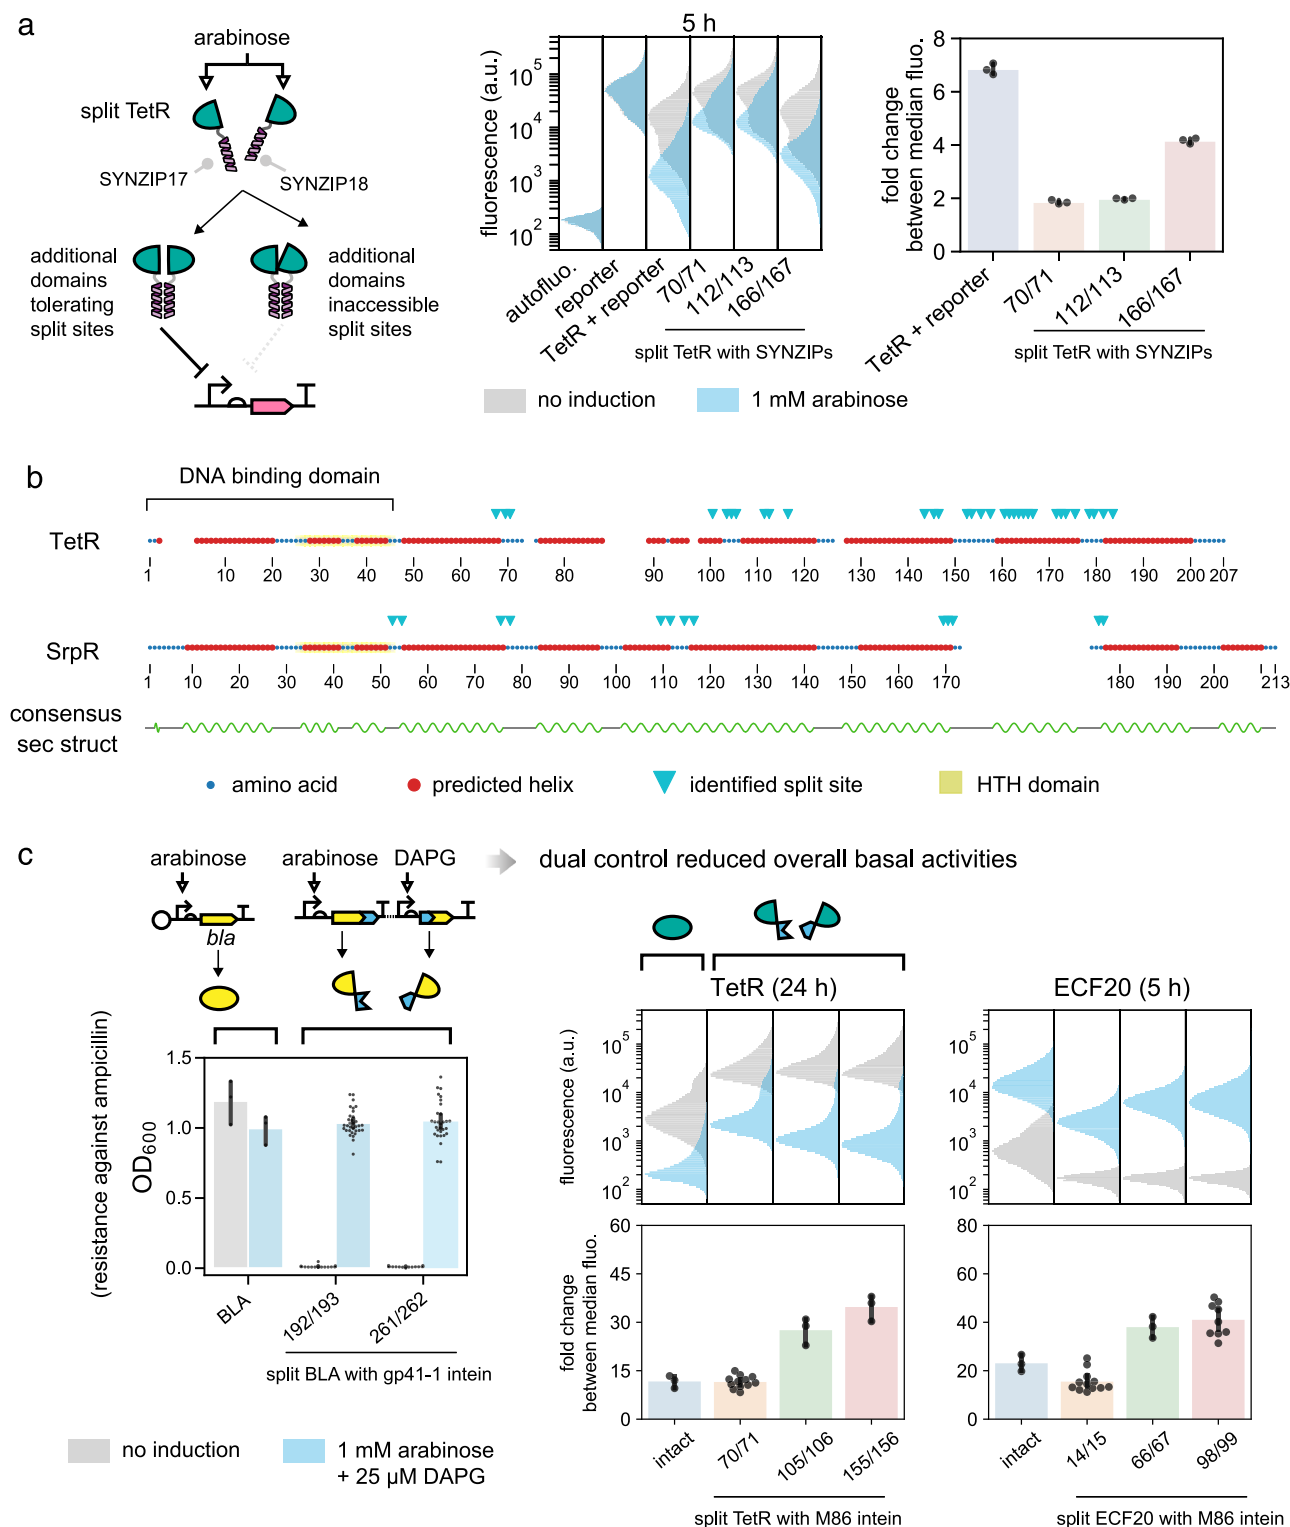 a
arabinose
split TetR
SYNZIP17
SYNZIP18
additional
domains
tolerating
split sites
additional
domains
inaccessible
split sites
5 h
fluorescence (a.u.)
10^5
10^4
10^3
10^2
autofluo.
reporter
TetR + reporter
70/71
112/113
166/167
split TetR with SYNZIPs
no induction
1 mM arabinose
fold change
between median fluo.
8
6
4
2
0
TetR + reporter
70/71
112/113
166/167
split TetR with SYNZIPs
b
DNA binding domain
TetR
1 10 20 30 40 50 60 70 80 90 100 110 120 130 140 150 160 170 180 190 200 207
SrpR
1 10 20 30 40 50 60 70 80 90 100 110 120 130 140 150 160 170 180 190 200 213
consensus
sec struct
amino acid
predicted helix
identified split site
HTH domain
c
arabinose
bla
arabinose
DAPG
dual control reduced overall basal activities
(resistance against ampicillin)
OD600
1.5
1.0
0.5
0.0
BLA
192/193
261/262
split BLA with gp41-1 intein
no induction
1 mM arabinose
+ 25 µM DAPG
TetR (24 h)
fluorescence (a.u.)
10^5
10^4
10^3
10^2
fold change
between median fluo.
60
45
30
15
0
intact
70/71
105/106
155/156
split TetR with M86 intein
ECF20 (5 h)
10^5
10^4
10^3
10^2
80
60
40
20
0
intact
14/15
66/67
98/99
split ECF20 with M86 intein